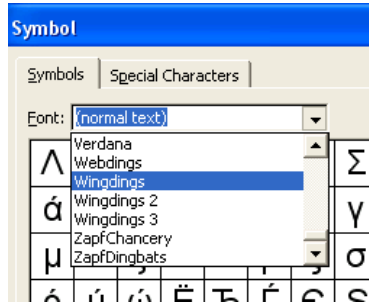 Symbol
Symbols Special Characters
Font: (normal text)
Verdana
Webdings
Wingdings
Wingdings 2
Wingdings 3
ZapfChancery
ZapfDingbats
Λ Σ
ά γ
μ σ